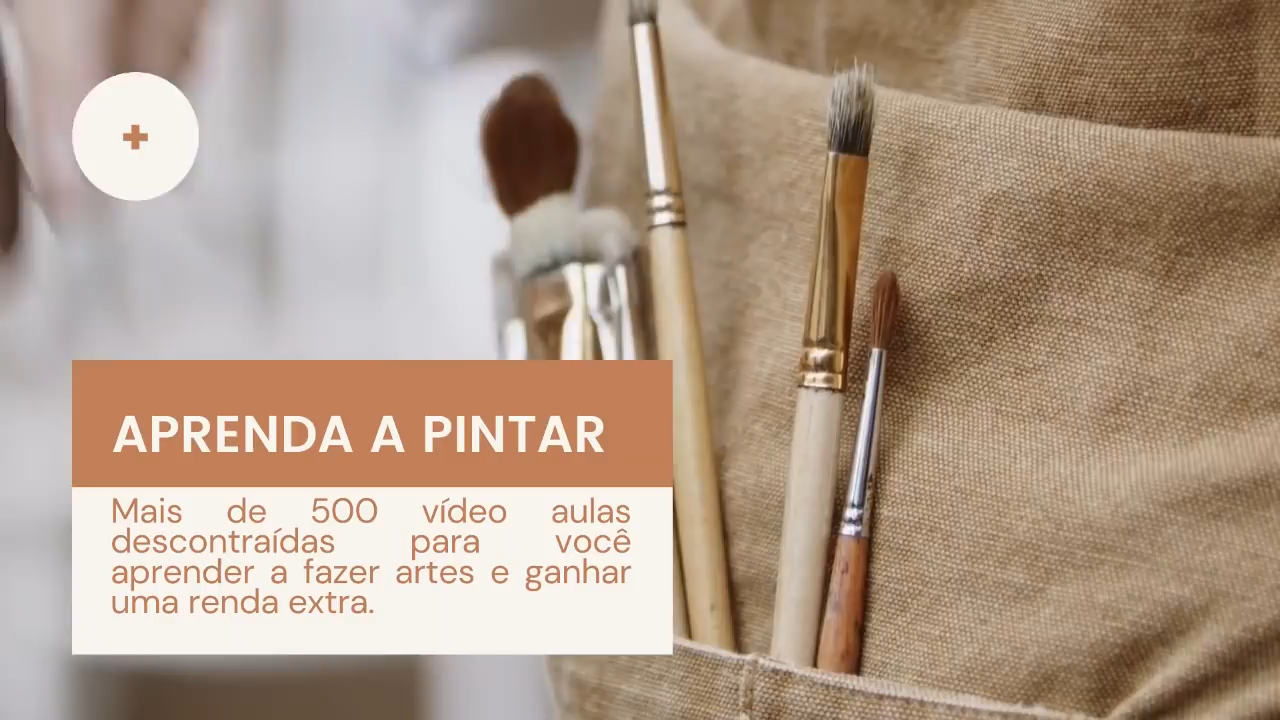 APRENDA A PINTAR
Mais de 500 vídeo aulas
descontraídas para você
aprender a fazer artes e ganhar
uma renda extra.